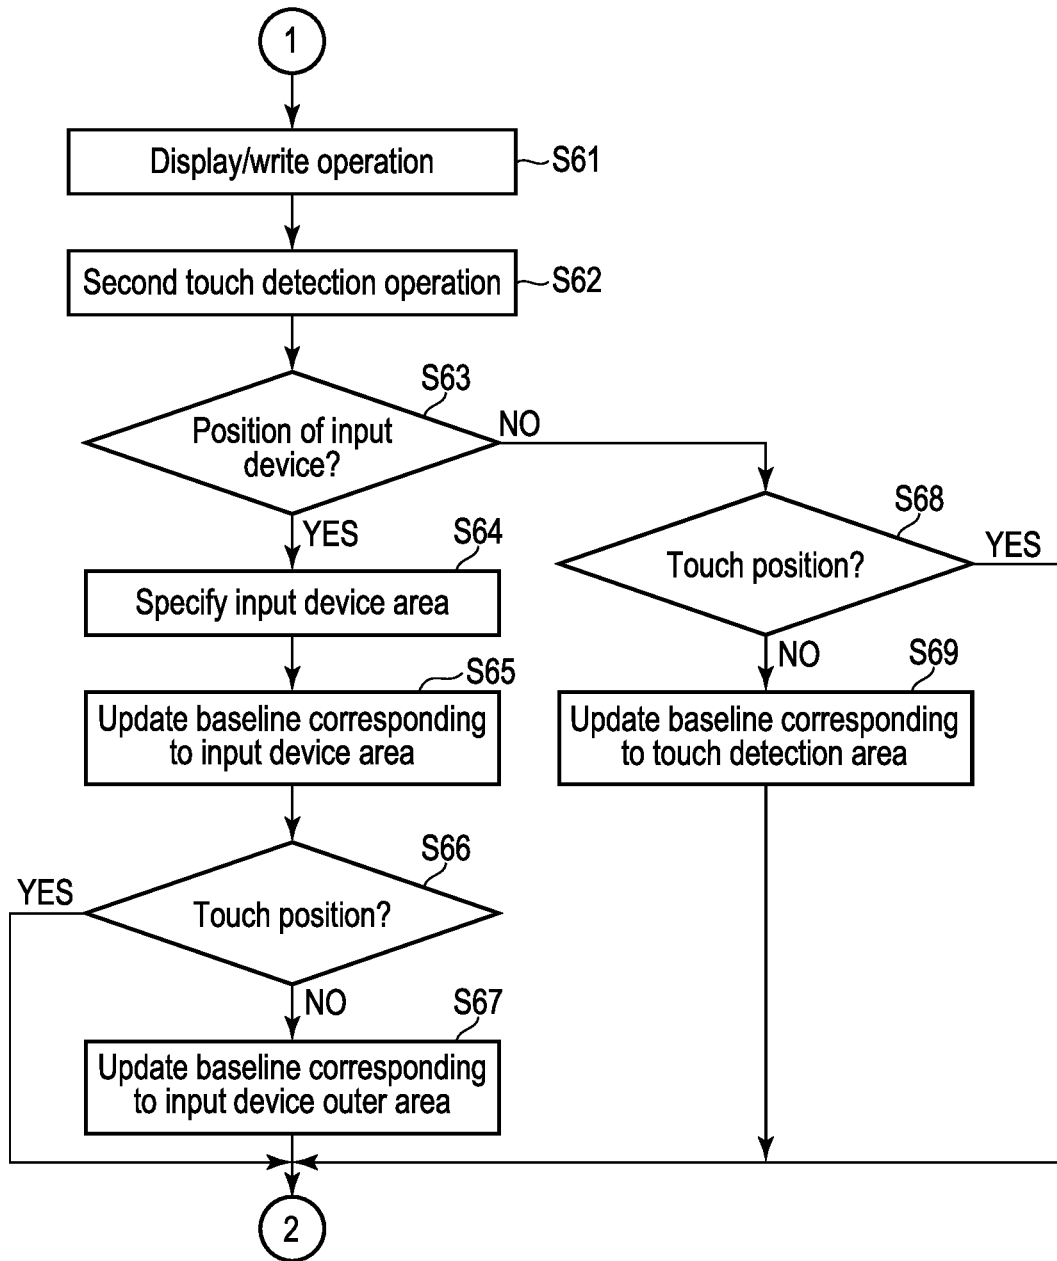 1
Display/write operation
S61
Second touch detection operation
S62
S63
Position of input
device?
NO
YES
S64
Specify input device area
S65
Update baseline corresponding
to input device area
S66
Touch position?
YES
NO
S67
Update baseline corresponding
to input device outer area
S68
Touch position?
YES
NO
S69
Update baseline corresponding
to touch detection area
2